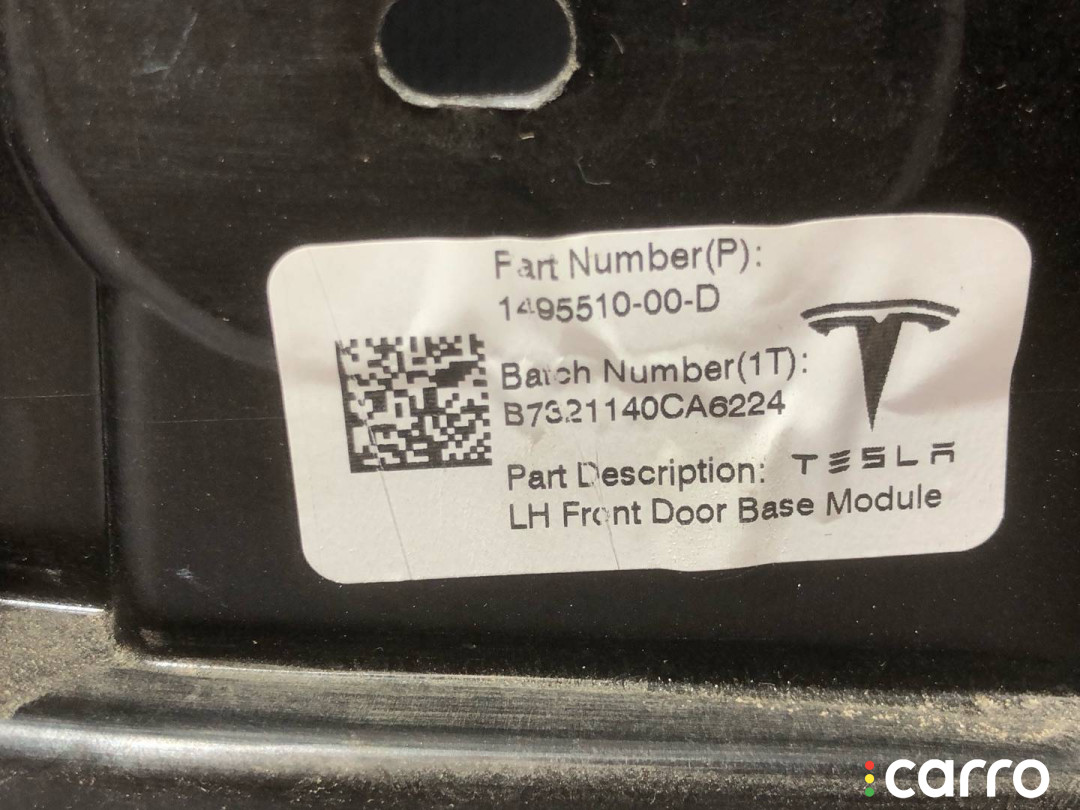 Part Number(P):
1495510-00-D
Batch Number(1T):
B7321140CA6224
Part Description:
TESLA
LH Front Door Base Module
carro